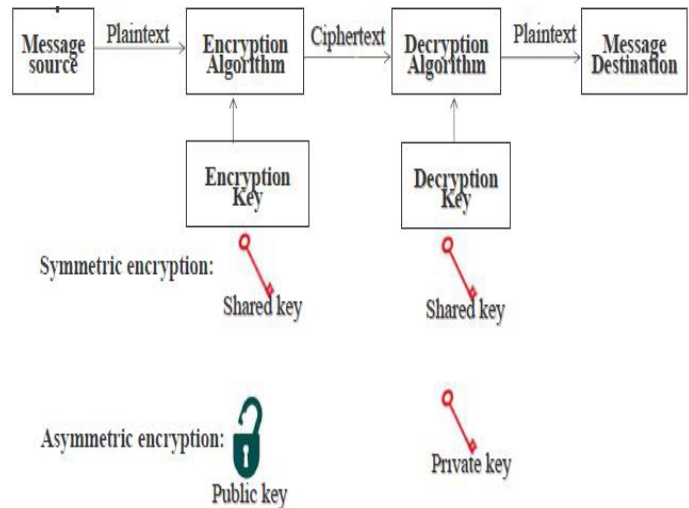 Message
source
Plaintext
Encryption
Algorithm
Ciphertext
Decryption
Algorithm
Plaintext
Message
Destination
Encryption
Key
Decryption
Key
Symmetric encryption:
Shared key
Shared key
Asymmetric encryption:
Public key
Private key